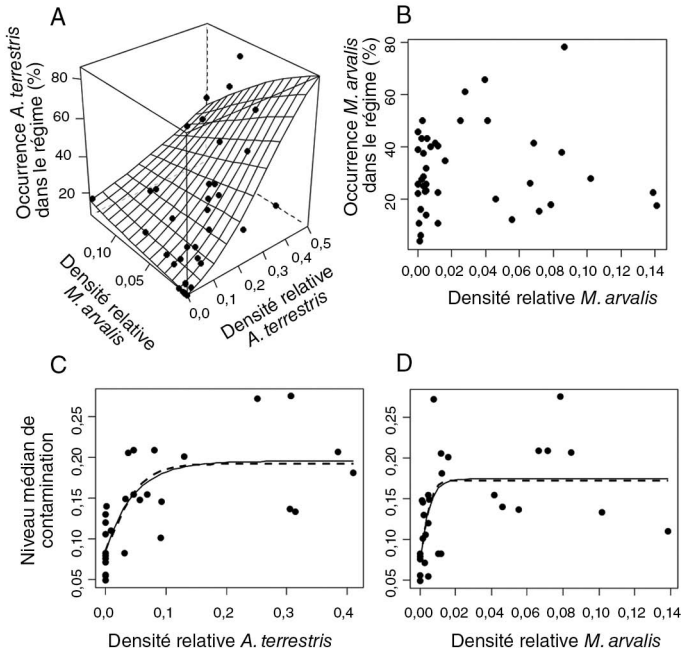 A
Occurrence A. terrestris
dans le régime (%)
80
60
40
20
0,10
0,05
0,0
0,1
0,2
0,3
0,4
0,5
Densité relative
M. arvalis
Densité relative
A. terrestris
B
Occurrence M. arvalis
dans le régime (%)
80
60
40
20
0,00 0,02 0,04 0,06 0,08 0,10 0,12 0,14
Densité relative M. arvalis
C
Niveau médian de
contamination
0,25
0,20
0,15
0,10
0,05
0,0 0,1 0,2 0,3 0,4
Densité relative A. terrestris
D
0,25
0,20
0,15
0,10
0,05
0,00 0,02 0,04 0,06 0,08 0,10 0,12 0,14
Densité relative M. arvalis